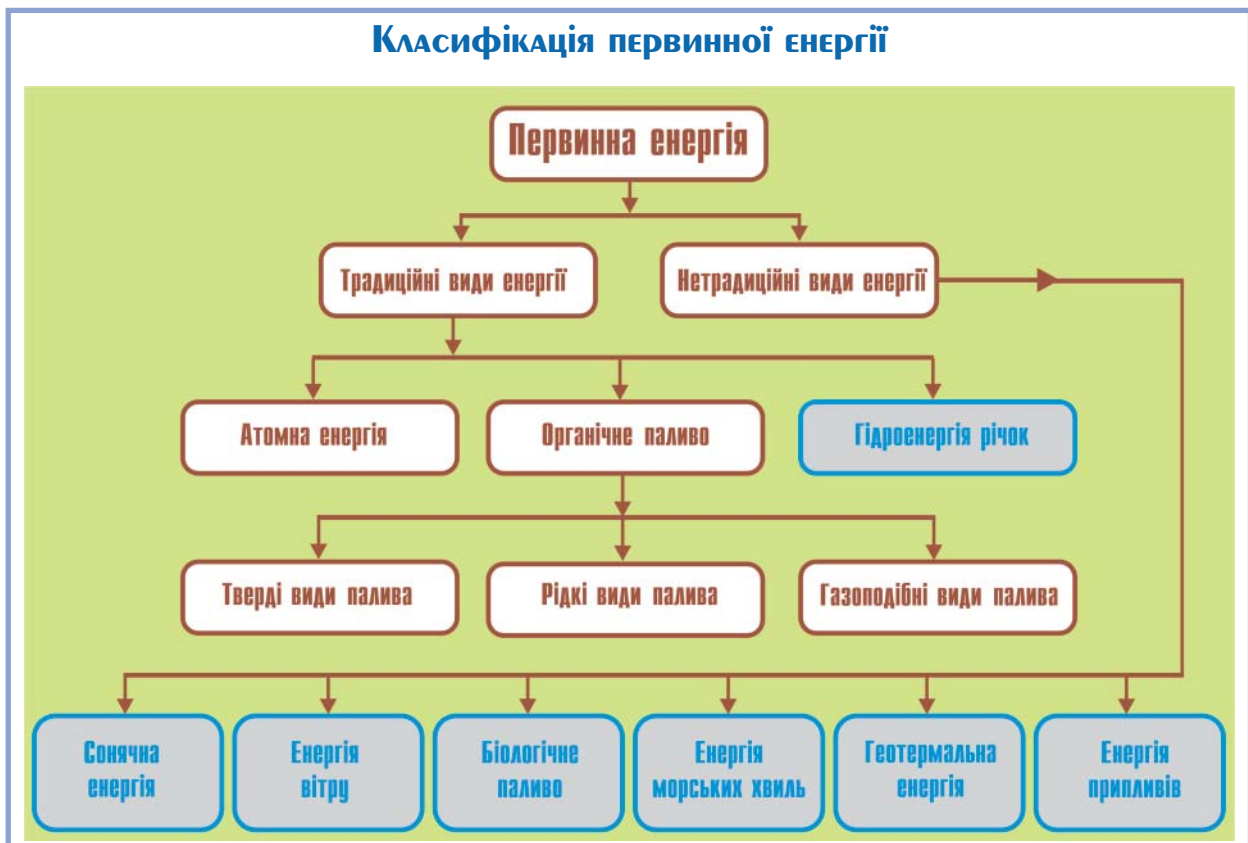 Класифікація первинної енергії
Первинна енергія
Традиційні види енергії
Нетрадиційні види енергії
Атомна енергія
Органічне паливо
Гідроенергія річок
Тверді види палива
Рідкі види палива
Газоподібні види палива
Сонячна
енергія
Енергія
вітру
Біологічне
паливо
Енергія
морських хвиль
Геотермальна
енергія
Енергія
припливів